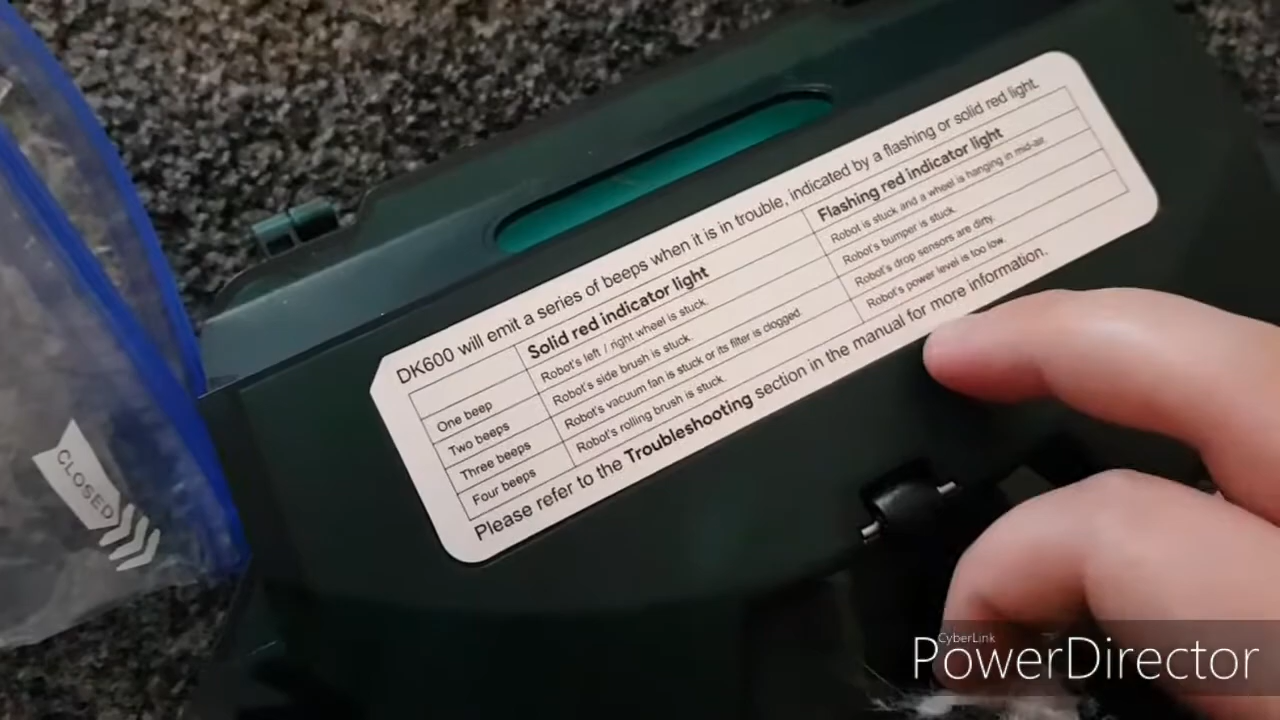 DK600 will emit a series of beeps when it is in trouble, indicated by a flashing or solid red light.
Solid red indicator light Flashing red indicator light
One beep Robot's left / right wheel is stuck. Robot is stuck and a wheel is hanging in mid-air.
Two beeps Robot's side brush is stuck. Robot's bumper is stuck.
Three beeps Robot's vacuum fan is stuck or its filter is clogged. Robot's drop sensors are dirty.
Four beeps Robot's rolling brush is stuck. Robot's power level is too low.
Please refer to the Troubleshooting section in the manual for more information.
CLOSED
CyberLink
PowerDirector